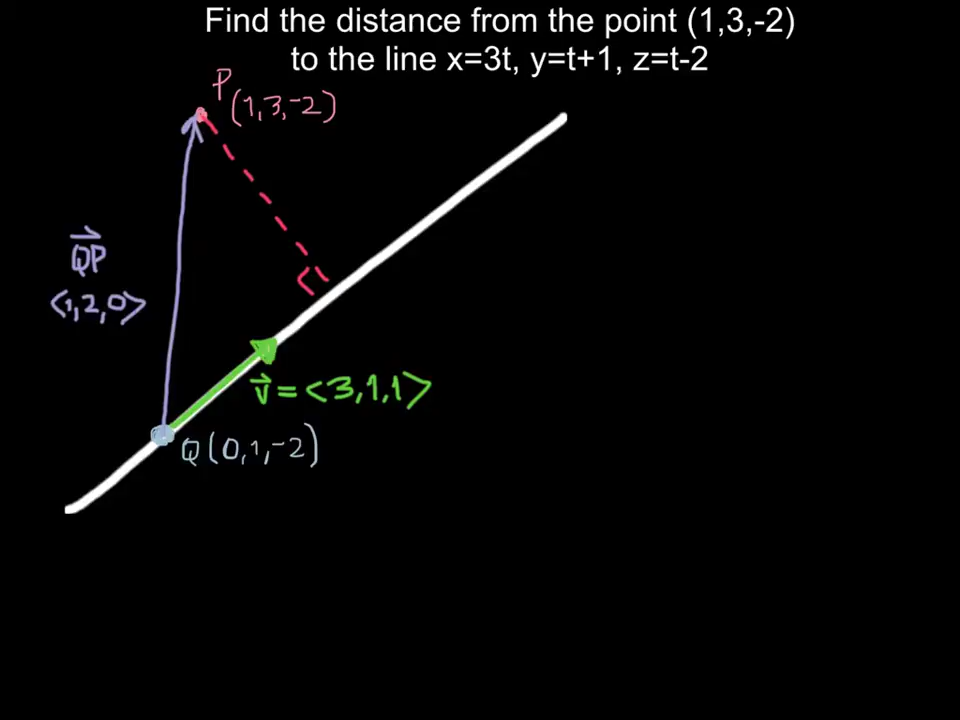 Find the distance from the point (1,3,-2)
to the line x=3t, y=t+1, z=t-2
P
(1,3,-2)
QP
<1,2,0>
v = <3,1,1>
Q(0,1,-2)